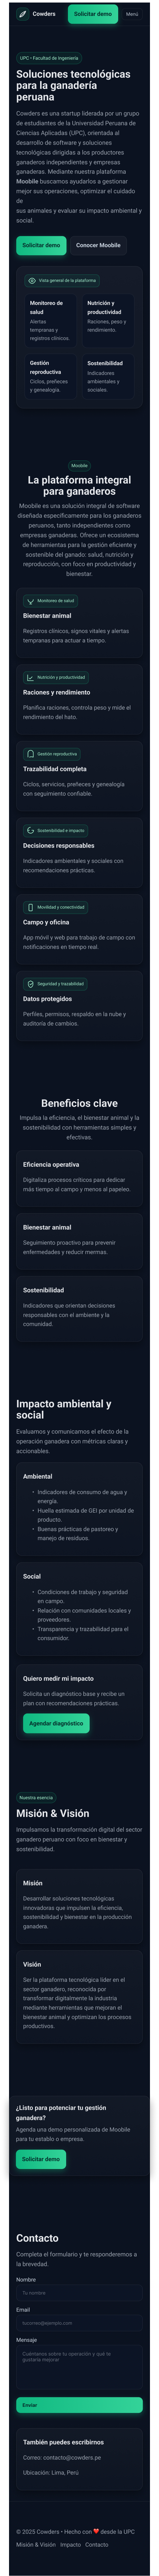 Cowders
Solicitar demo
Menú
UPC • Facultad de Ingeniería
Soluciones tecnológicas
para la ganadería
peruana
Cowders es una startup liderada por un grupo
de estudiantes de la Universidad Peruana de
Ciencias Aplicadas (UPC), orientada al
desarrollo de software y soluciones
tecnológicas dirigidas a los productores
ganaderos independientes y empresas
ganaderas. Mediante nuestra plataforma
Moobile buscamos ayudarlos a gestionar
mejor sus operaciones, optimizar el cuidado
de
sus animales y evaluar su impacto ambiental y
social.
Solicitar demo
Conocer Moobile
Vista general de la plataforma
Monitoreo de
salud
Alertas
tempranas y
registros clínicos.
Nutrición y
productividad
Raciones, peso y
rendimiento.
Gestión
reproductiva
Ciclos, preñeces
y genealogía.
Sostenibilidad
Indicadores
ambientales y
sociales.
Moobile
La plataforma integral
para ganaderos
Moobile es una solución integral de software
diseñada específicamente para los ganaderos
peruanos, tanto independientes como
empresas ganaderas. Ofrece un ecosistema
de herramientas para la gestión eficiente y
sostenible del ganado: salud, nutrición y
reproducción, con foco en productividad y
bienestar.
Monitoreo de salud
Bienestar animal
Registros clínicos, signos vitales y alertas
tempranas para actuar a tiempo.
Nutrición y productividad
Raciones y rendimiento
Planifica raciones, controla peso y mide el
rendimiento del hato.
Gestión reproductiva
Trazabilidad completa
Ciclos, servicios, preñeces y genealogía
con seguimiento confiable.
Sostenibilidad e impacto
Decisiones responsables
Indicadores ambientales y sociales con
recomendaciones prácticas.
Movilidad y conectividad
Campo y oficina
App móvil y web para trabajo de campo con
notificaciones en tiempo real.
Seguridad y trazabilidad
Datos protegidos
Perfiles, permisos, respaldo en la nube y
auditoría de cambios.
Beneficios clave
Impulsa la eficiencia, el bienestar animal y la
sostenibilidad con herramientas simples y
efectivas.
Eficiencia operativa
Digitaliza procesos críticos para dedicar
más tiempo al campo y menos al papeleo.
Bienestar animal
Seguimiento proactivo para prevenir
enfermedades y reducir mermas.
Sostenibilidad
Indicadores que orientan decisiones
responsables con el ambiente y la
comunidad.
Impacto ambiental y
social
Evaluamos y comunicamos el efecto de la
operación ganadera con métricas claras y
accionables.
Ambiental
• Indicadores de consumo de agua y
energía.
• Huella estimada de GEI por unidad de
producto.
• Buenas prácticas de pastoreo y
manejo de residuos.
Social
• Condiciones de trabajo y seguridad
en campo.
• Relación con comunidades locales y
proveedores.
• Transparencia y trazabilidad para el
consumidor.
Quiero medir mi impacto
Solicita un diagnóstico base y recibe un
plan con recomendaciones prácticas.
Agendar diagnóstico
Nuestra esencia
Misión & Visión
Impulsamos la transformación digital del sector
ganadero peruano con foco en bienestar y
sostenibilidad.
Misión
Desarrollar soluciones tecnológicas
innovadoras que impulsen la eficiencia,
sostenibilidad y bienestar en la producción
ganadera.
Visión
Ser la plataforma tecnológica líder en el
sector ganadero, reconocida por
transformar digitalmente la industria
mediante herramientas que mejoran el
bienestar animal y optimizan los procesos
productivos.
¿Listo para potenciar tu gestión
ganadera?
Agenda una demo personalizada de Moobile
para tu establo o empresa.
Solicitar demo
Contacto
Completa el formulario y te responderemos a
la brevedad.
Nombre
Tu nombre
Email
tucorreo@ejemplo.com
Mensaje
Cuéntanos sobre tu operación y qué te
gustaría mejorar
Enviar
También puedes escribirnos
Correo: contacto@cowders.pe
Ubicación: Lima, Perú
© 2025 Cowders • Hecho con ❤️ desde la UPC
Misión & Visión Impacto Contacto